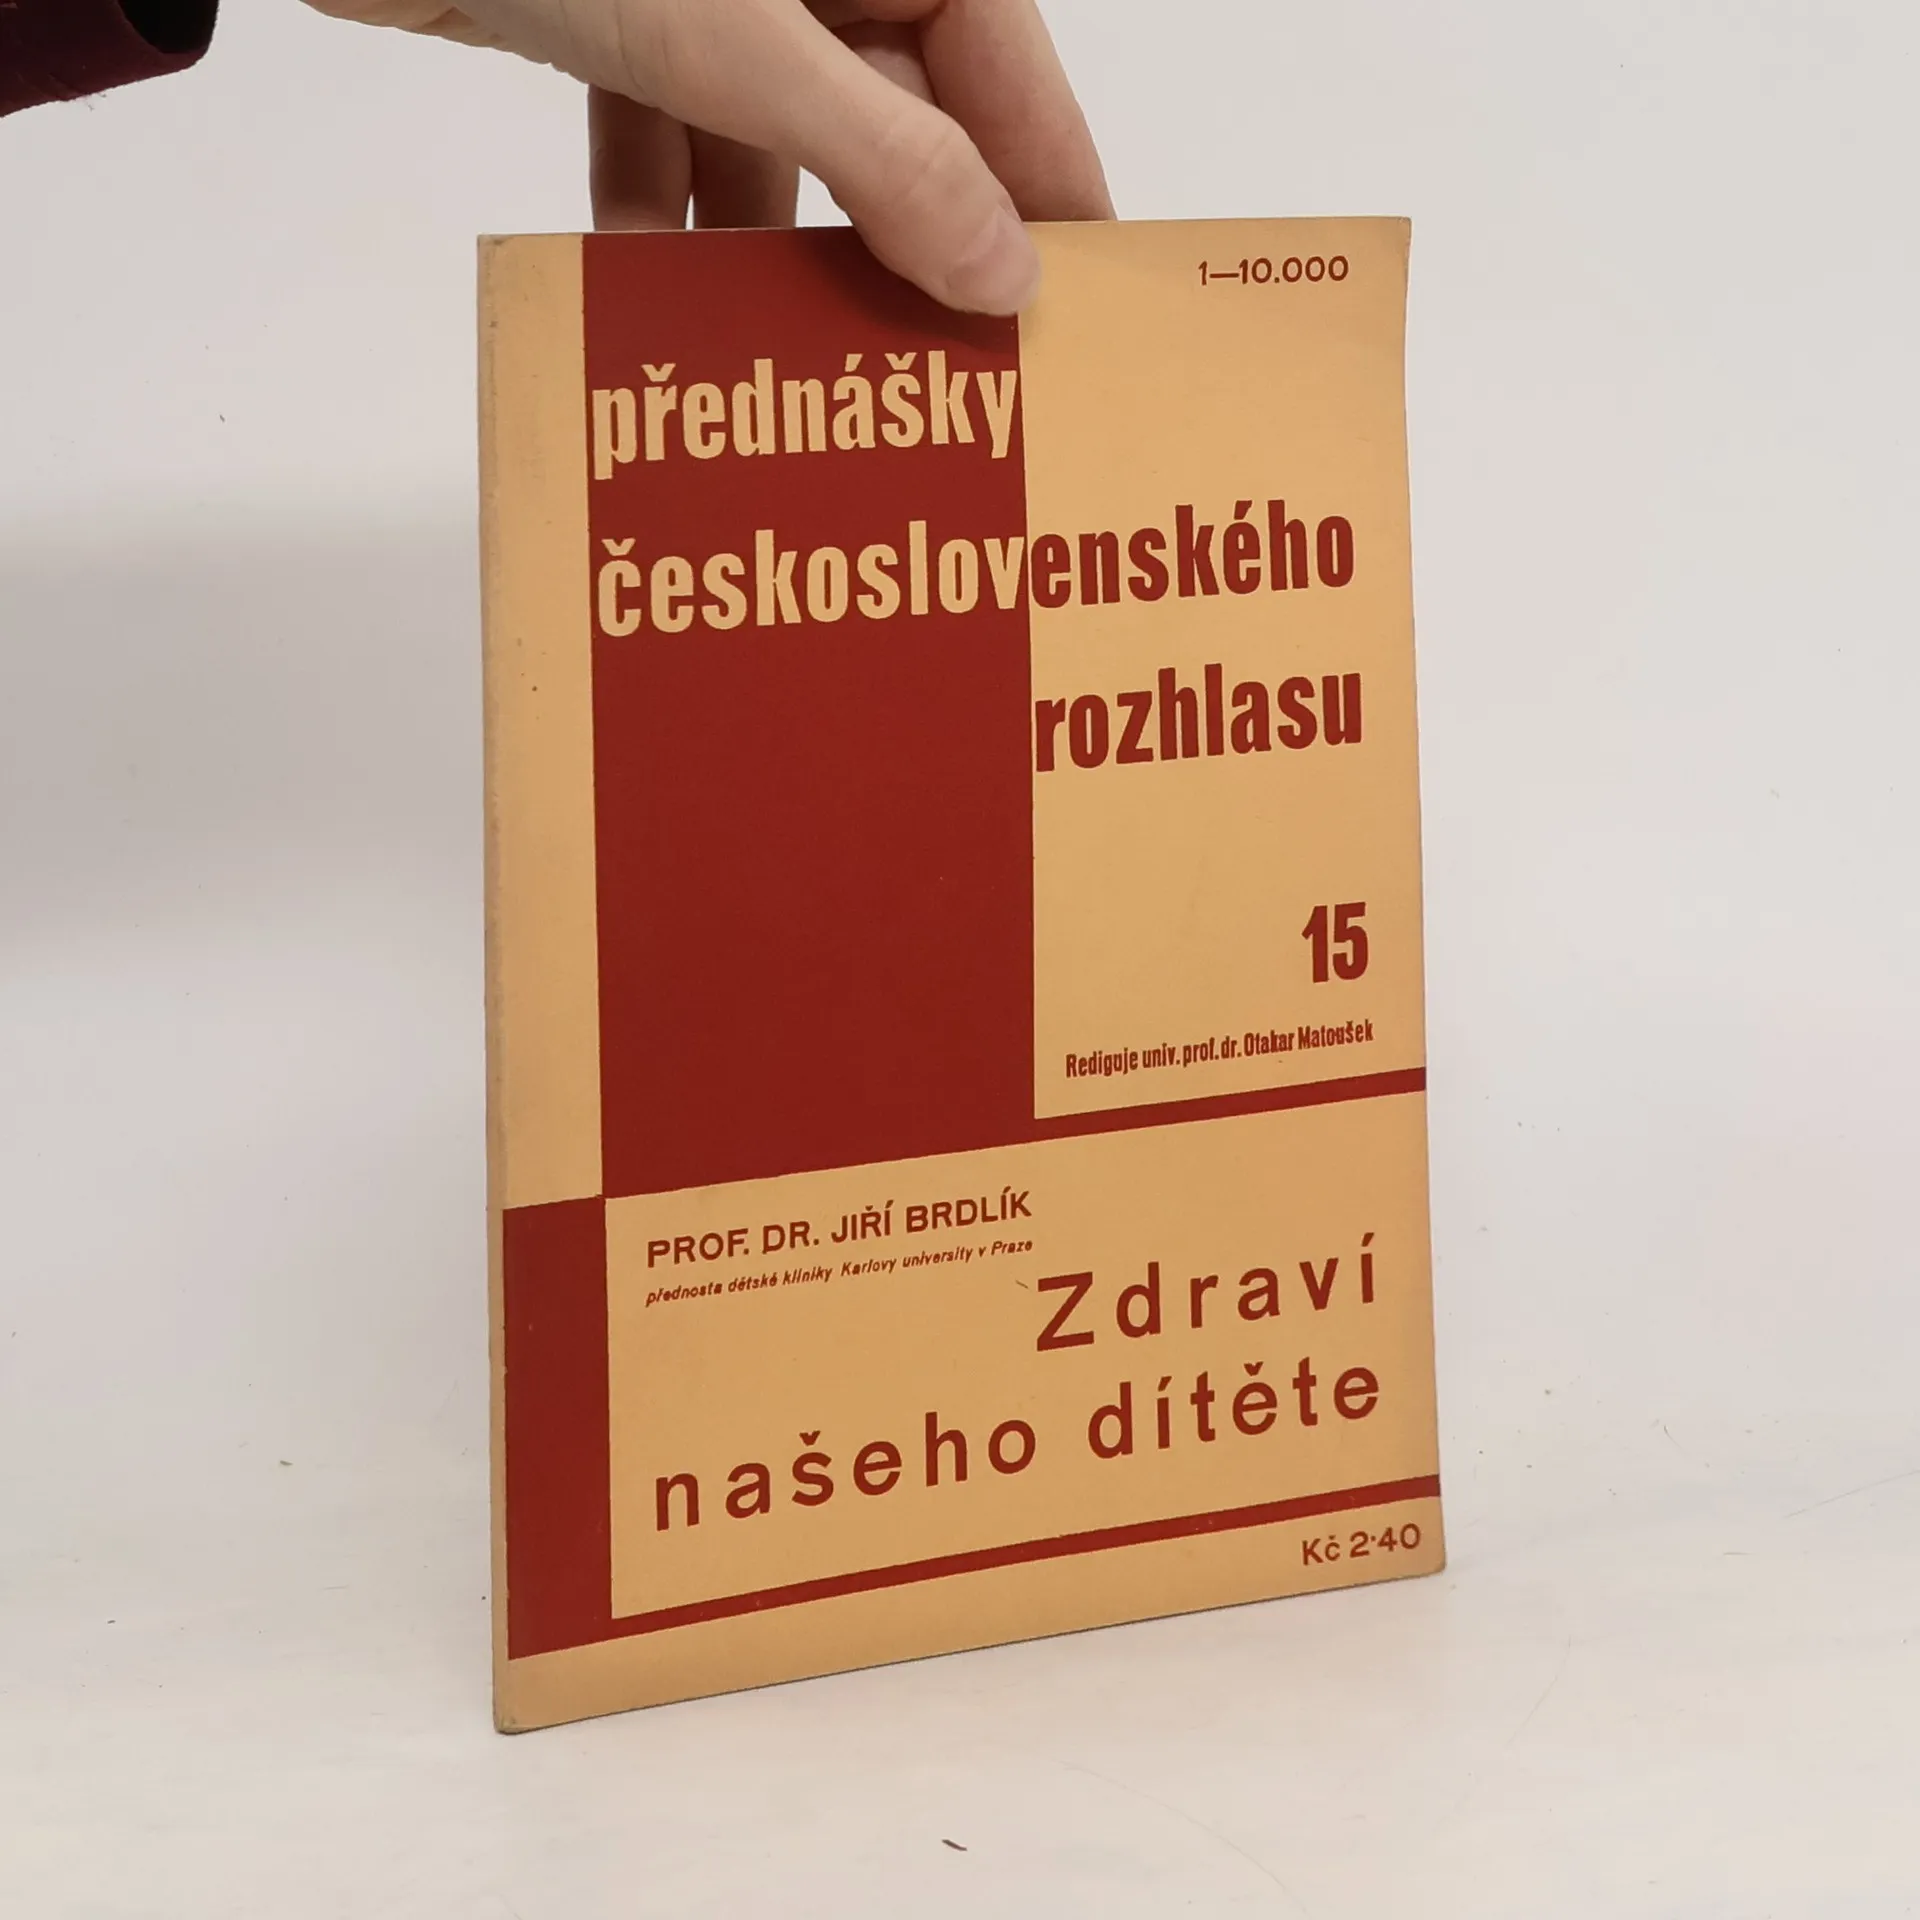 1—10.000
přednášky
československého
rozhlasu
15
Rediguje univ. prof. dr. Otakar Matoušek
PROF. DR. JIŘÍ BRDLÍK
přednosta dětské kliniky Karlovy university v Praze
Zdraví
našeho dítěte
Kč 2·40